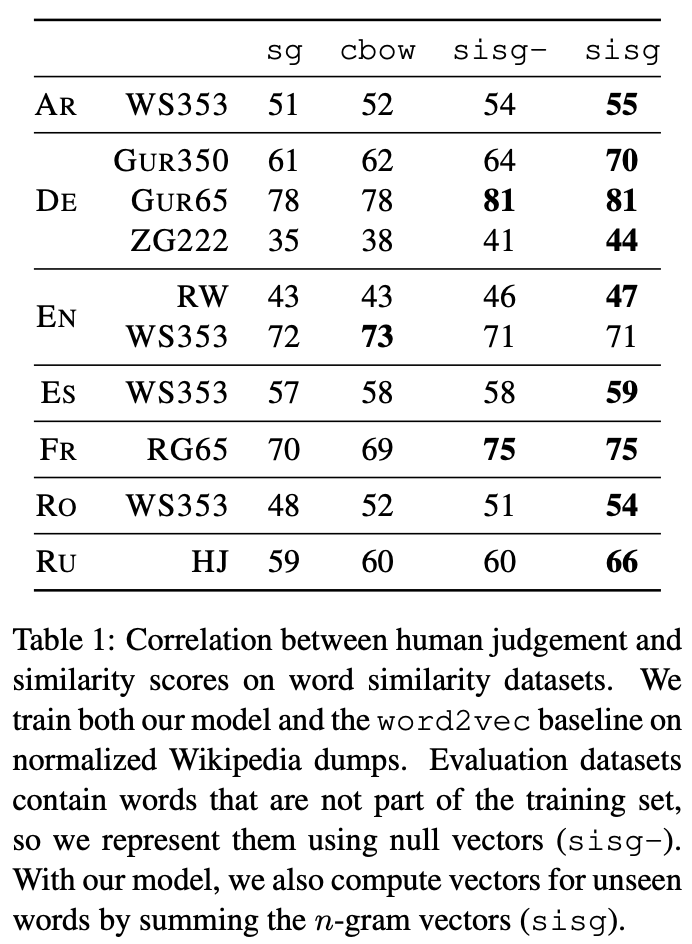 sg cbow sisg- sisg
AR WS353 51 52 54 55
GUR350 61 62 64 70
DE GUR65 78 78 81 81
ZG222 35 38 41 44
EN RW 43 43 46 47
WS353 72 73 71 71
ES WS353 57 58 58 59
FR RG65 70 69 75 75
RO WS353 48 52 51 54
RU HJ 59 60 60 66
Table 1: Correlation between human judgement and
similarity scores on word similarity datasets. We
train both our model and the word2vec baseline on
normalized Wikipedia dumps. Evaluation datasets
contain words that are not part of the training set,
so we represent them using null vectors (sisg-).
With our model, we also compute vectors for unseen
words by summing the n-gram vectors (sisg).